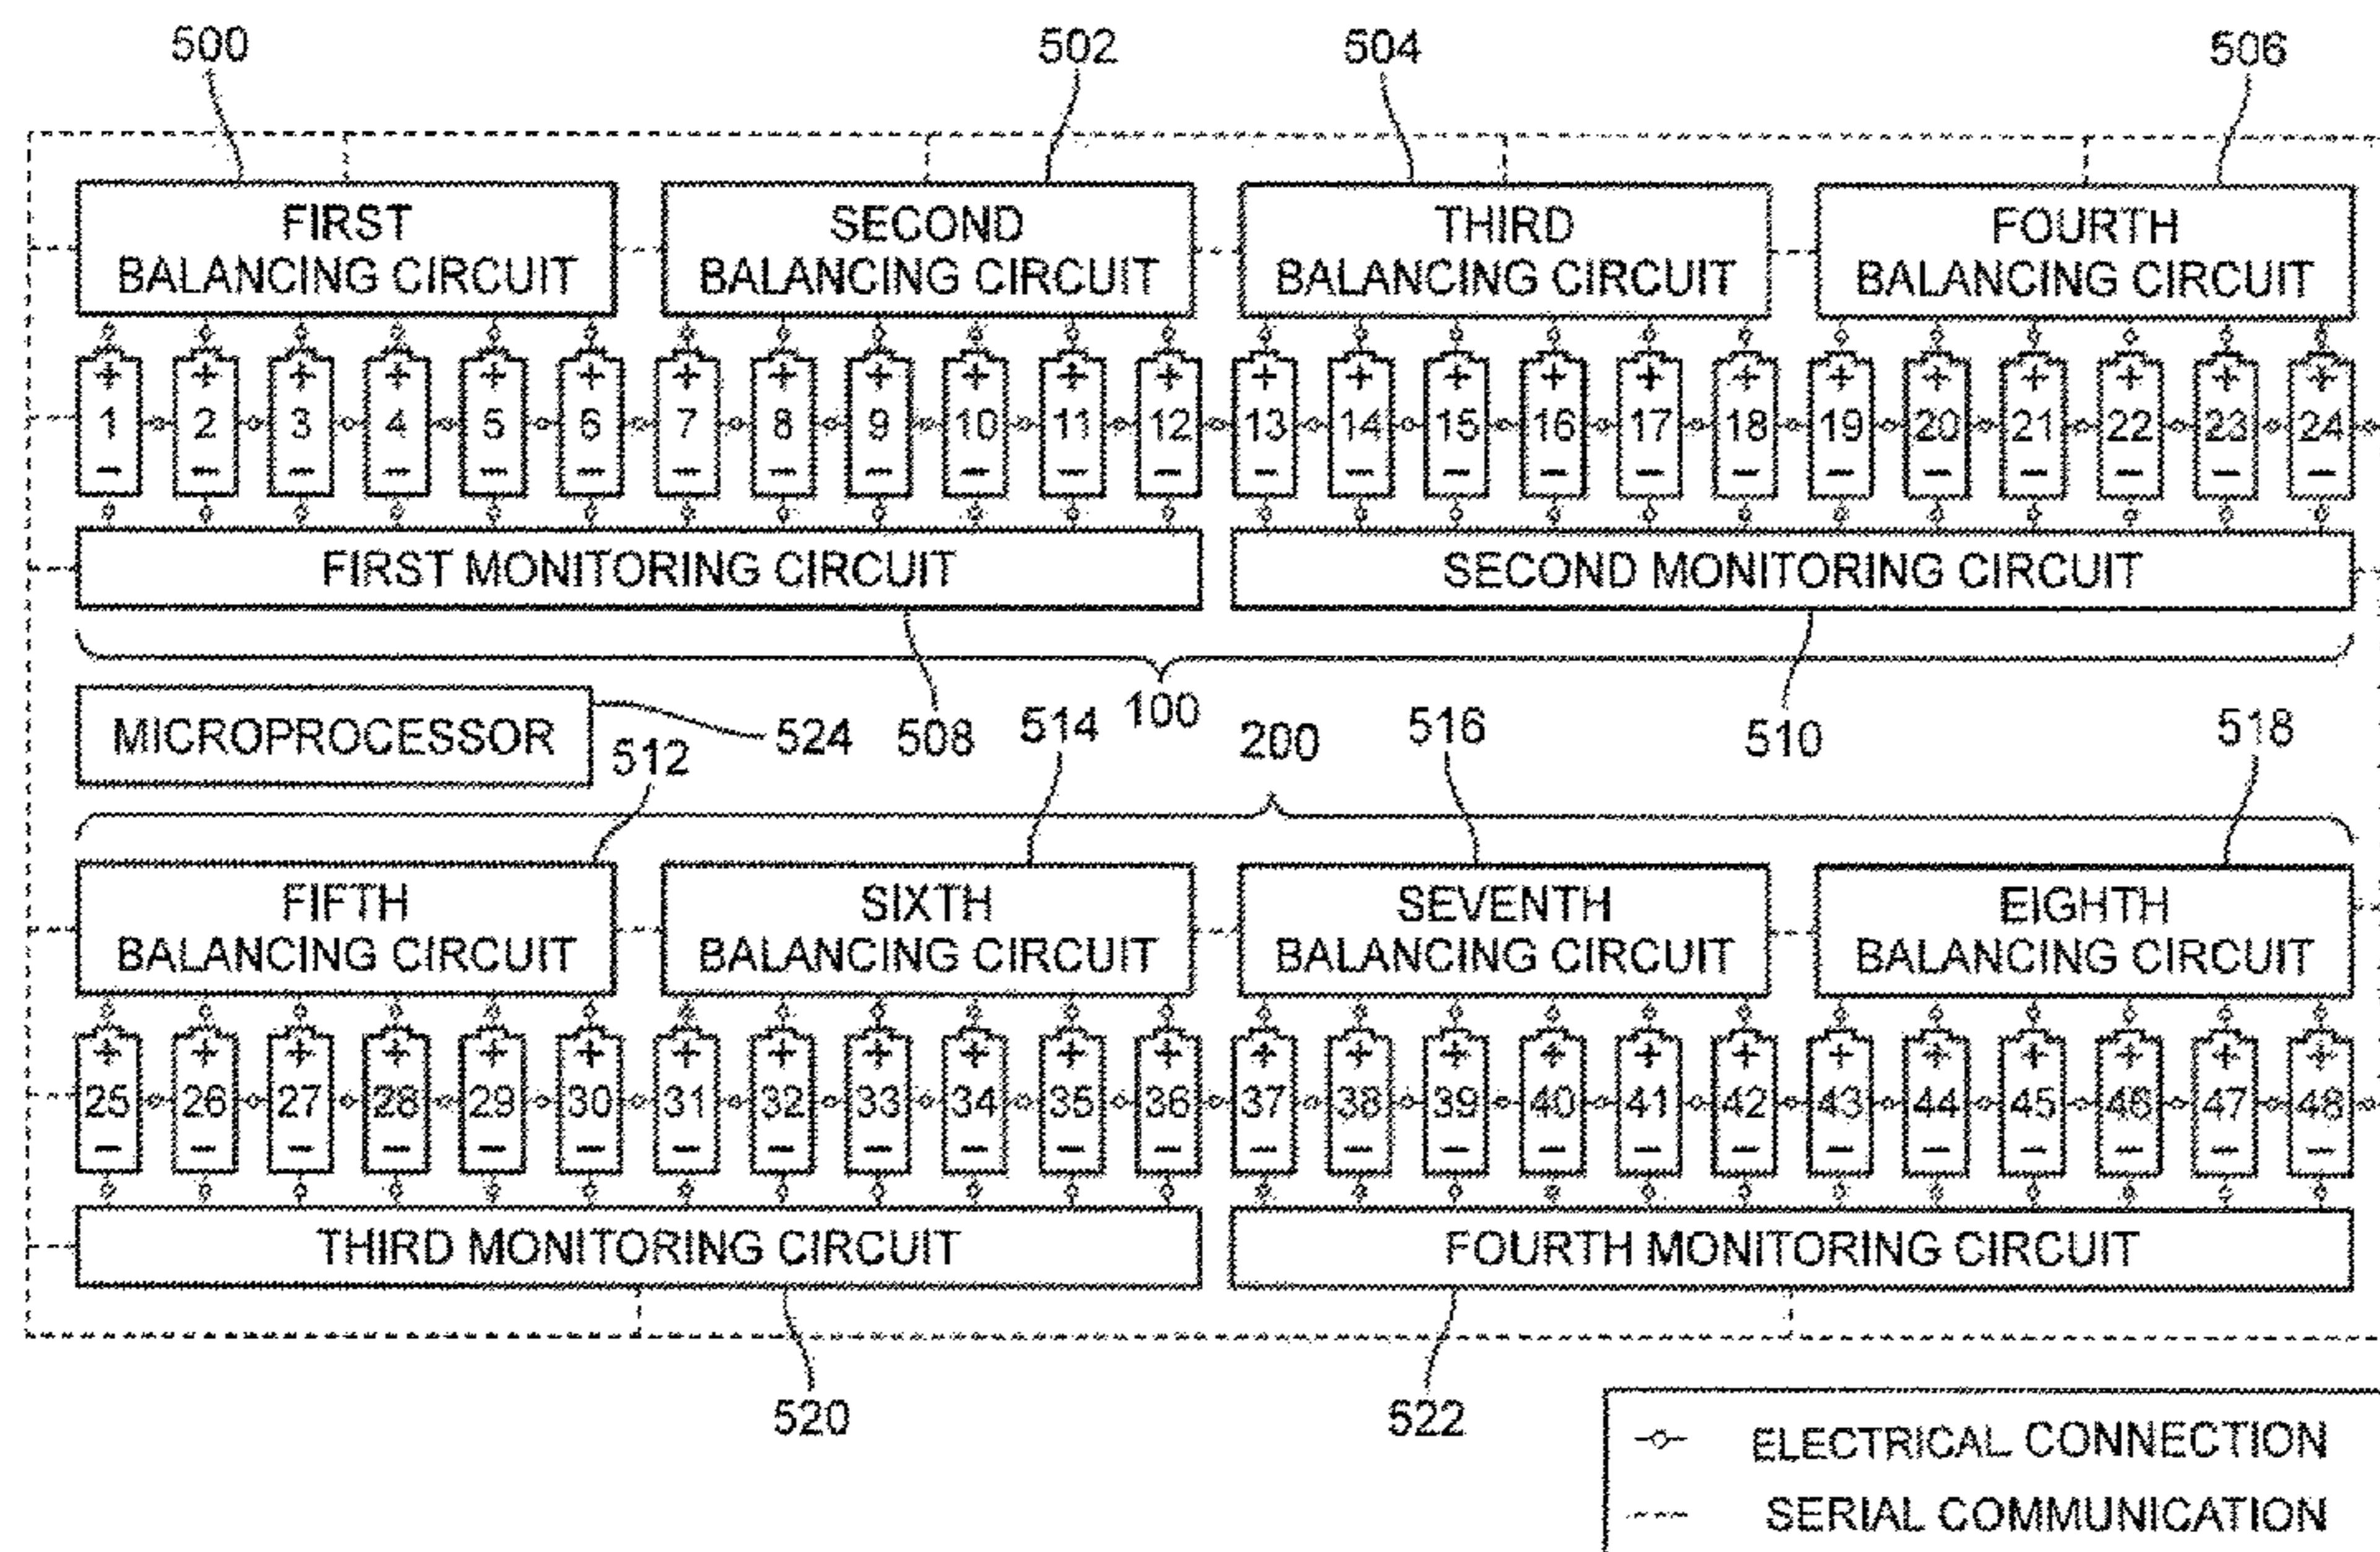 500 502 504 506
FIRST BALANCING CIRCUIT
SECOND BALANCING CIRCUIT
THIRD BALANCING CIRCUIT
FOURTH BALANCING CIRCUIT
+ + + + + + + + + + + + + + + + + + + + + + + +
1 2 3 4 5 6 7 8 9 10 11 12 13 14 15 16 17 18 19 20 21 22 23 24
− − − − − − − − − − − − − − − − − − − − − − − −
FIRST MONITORING CIRCUIT
SECOND MONITORING CIRCUIT
MICROPROCESSOR
524 508 100 510
512 514 200 516 518
FIFTH BALANCING CIRCUIT
SIXTH BALANCING CIRCUIT
SEVENTH BALANCING CIRCUIT
EIGHTH BALANCING CIRCUIT
+ + + + + + + + + + + + + + + + + + + + + + + +
25 26 27 28 29 30 31 32 33 34 35 36 37 38 39 40 41 42 43 44 45 46 47 48
− − − − − − − − − − − − − − − − − − − − − − − −
THIRD MONITORING CIRCUIT
FOURTH MONITORING CIRCUIT
520 522
ELECTRICAL CONNECTION
SERIAL COMMUNICATION